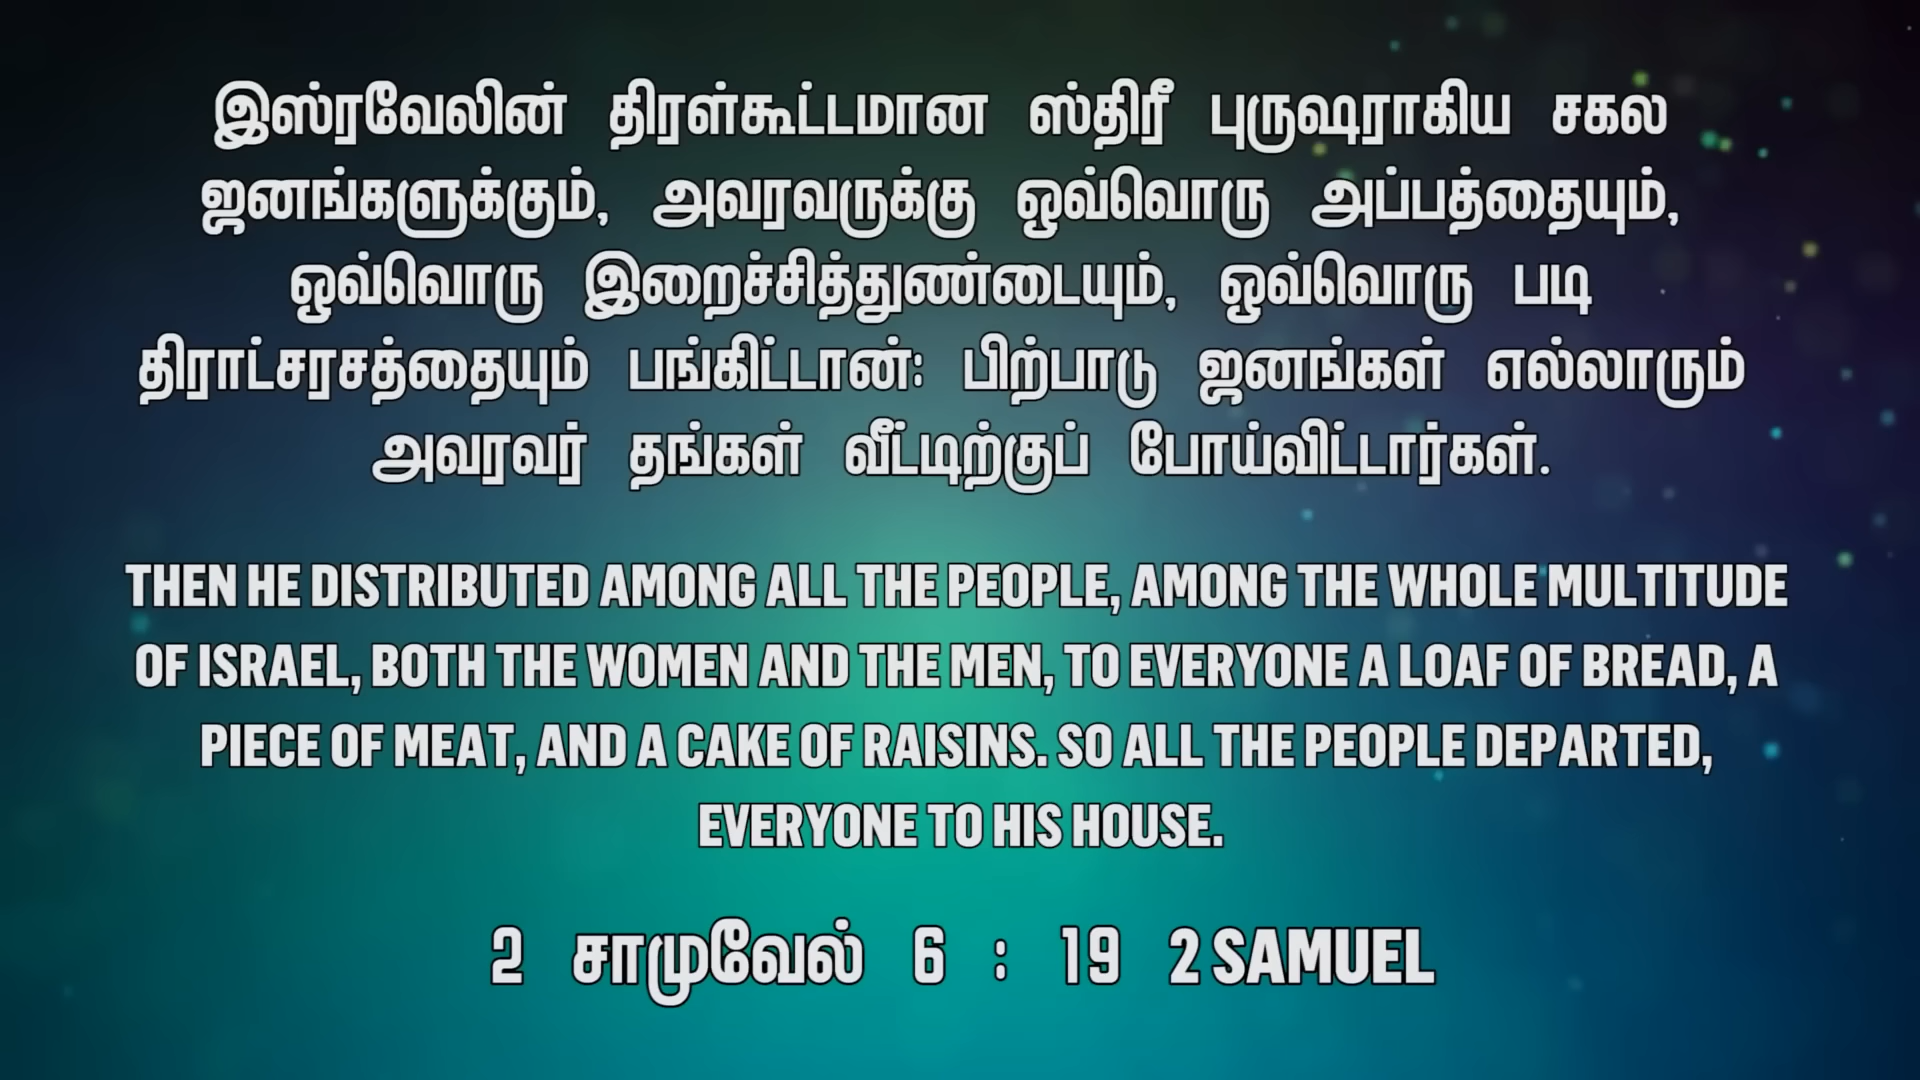 இஸ்ரவேலின் திரள்கூட்டமான ஸ்திரீ புருஷராகிய சகல
ஜனங்களுக்கும், அவரவருக்கு ஒவ்வொரு அப்பத்தையும்,
ஒவ்வொரு இறைச்சித்துண்டையும், ஒவ்வொரு படி
திராட்சரசத்தையும் பங்கிட்டான்: பிற்பாடு ஜனங்கள் எல்லாரும்
அவரவர் தங்கள் வீட்டிற்குப் போய்விட்டார்கள்.
THEN HE DISTRIBUTED AMONG ALL THE PEOPLE, AMONG THE WHOLE MULTITUDE
OF ISRAEL, BOTH THE WOMEN AND THE MEN, TO EVERYONE A LOAF OF BREAD, A
PIECE OF MEAT, AND A CAKE OF RAISINS. SO ALL THE PEOPLE DEPARTED,
EVERYONE TO HIS HOUSE.
2 சாமுவேல் 6 : 19 2 SAMUEL